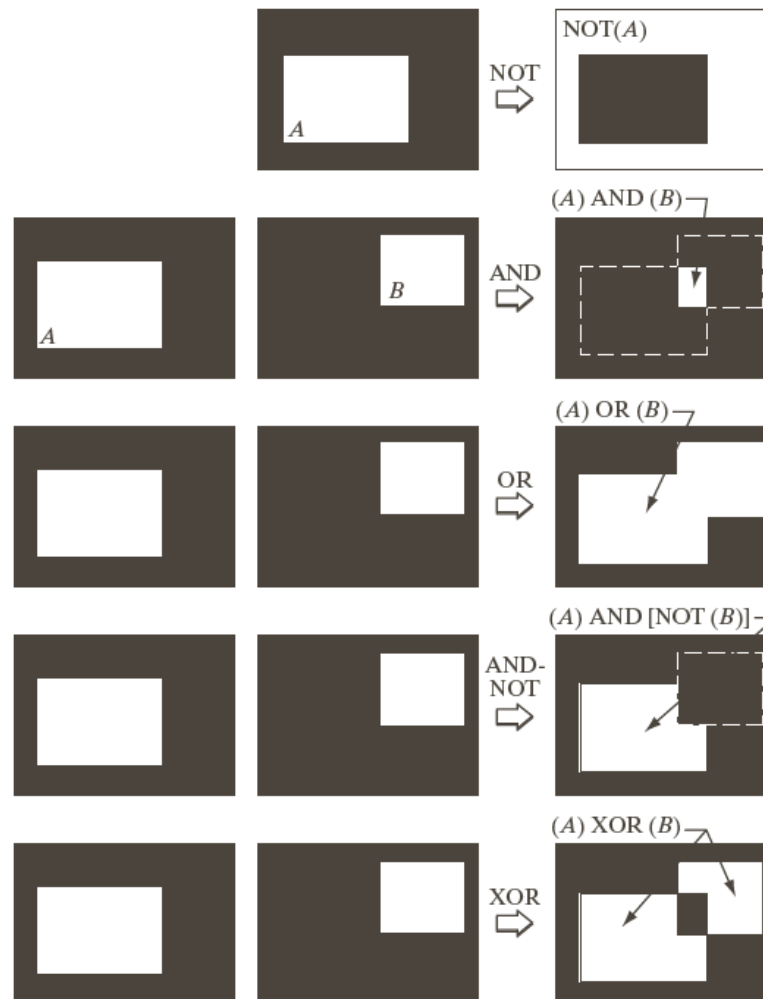 NOT
NOT(A)
A
(A) AND (B)
AND
A
B
(A) OR (B)
OR
(A) AND [NOT (B)]
AND-
NOT
(A) XOR (B)
XOR